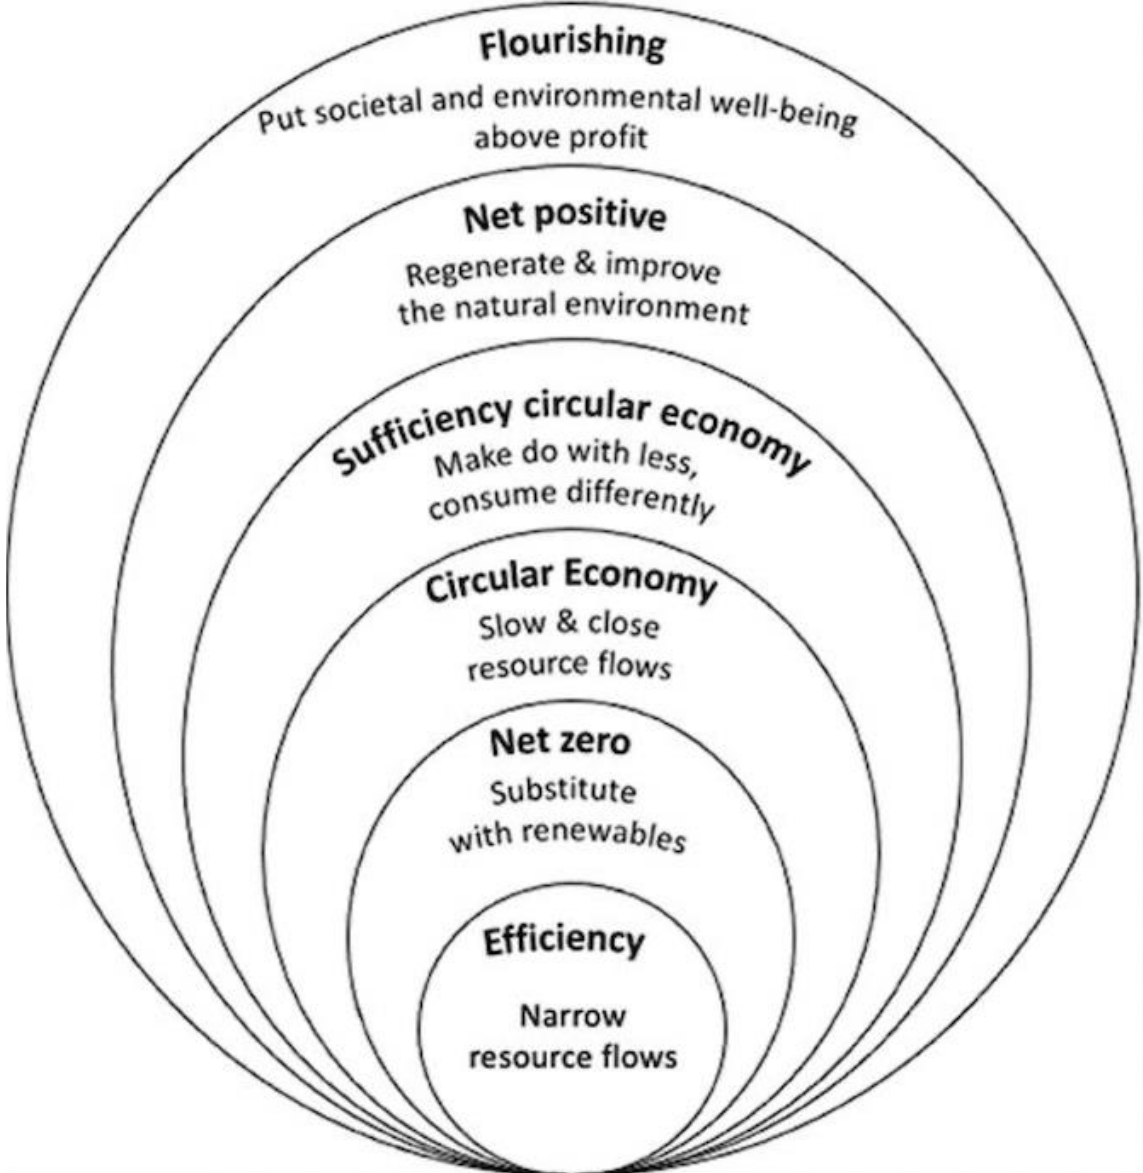 Flourishing
Put societal and environmental well-being
above profit
Net positive
Regenerate & improve
the natural environment
Sufficiency circular economy
Make do with less,
consume differently
Circular Economy
Slow & close
resource flows
Net zero
Substitute
with renewables
Efficiency
Narrow
resource flows